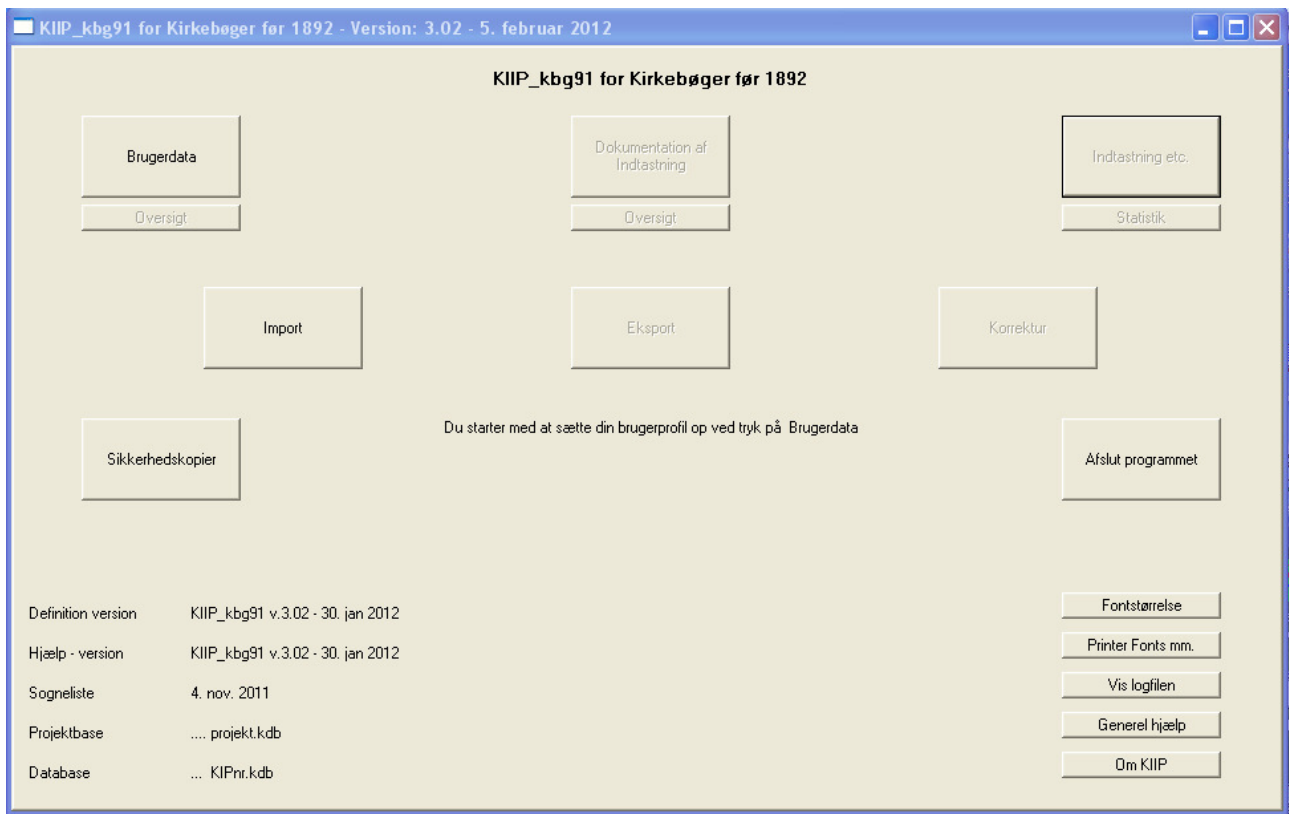 KIIP_kbg91 for Kirkebøger før 1892 - Version: 3.02 - 5. februar 2012
KIIP_kbg91 for Kirkebøger før 1892
Brugerdata
Dokumentation af
Indtastning
Indtastning etc.
Oversigt
Oversigt
Statistik
Import
Eksport
Korrektur
Sikkerhedskopier
Du starter med at sætte din brugerprofil op ved tryk på Brugerdata
Afslut programmet
Definition version KIIP_kbg91 v.3.02 - 30. jan 2012
Hjælp - version KIIP_kbg91 v.3.02 - 30. jan 2012
Sogneliste 4. nov. 2011
Projektbase .... projekt.kdb
Database ... KIPnr.kdb
Fontstørrelse
Printer Fonts mm.
Vis logfilen
Generel hjælp
Om KIIP